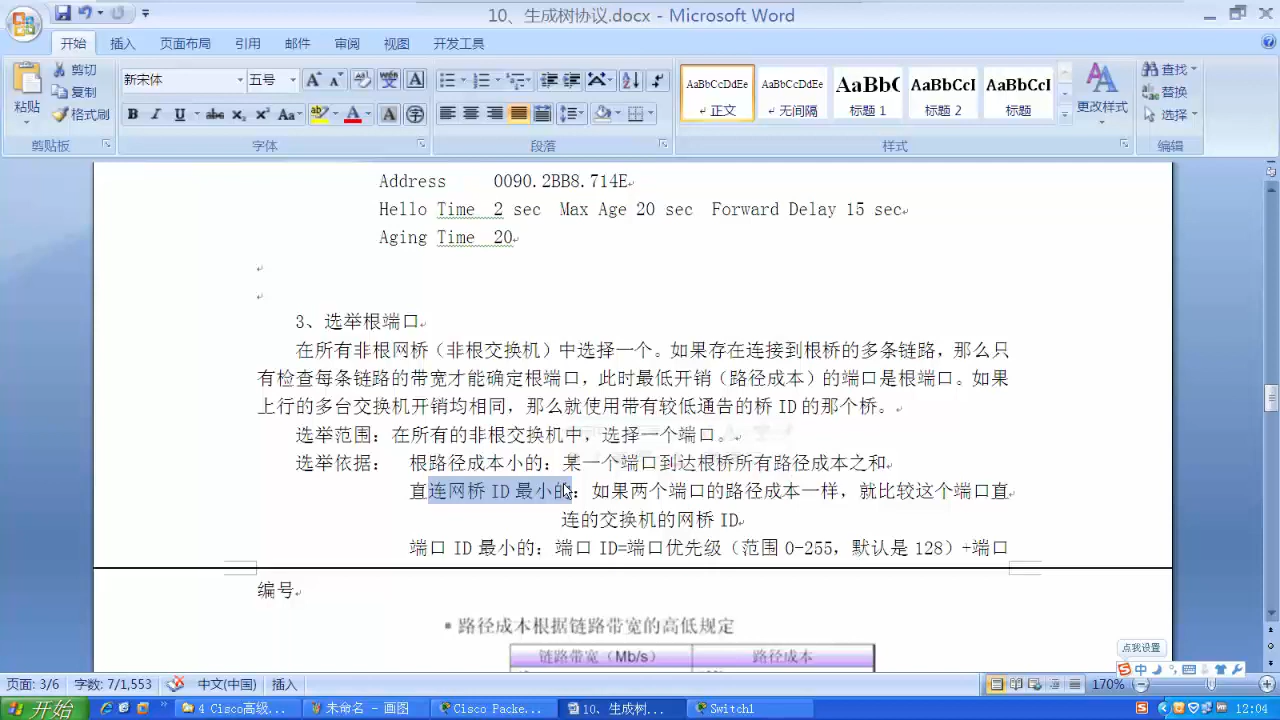 10、生成树协议.docx - Microsoft Word
开始 插入 页面布局 引用 邮件 审阅 视图 开发工具
粘贴
剪切
复制
格式刷
剪贴板
新宋体 五号
字体
段落
AaBbCcDdEe AaBbCcDdEe AaBbC AaBbCcI AaBbCcI
正文 无间隔 标题 1 标题 2 标题
更改样式
样式
查找
替换
选择
编辑
Address 0090.2BB8.714E
Hello Time 2 sec Max Age 20 sec Forward Delay 15 sec
Aging Time 20
3、选举根端口
在所有非根网桥（非根交换机）中选择一个。如果存在连接到根桥的多条链路，那么只
有检查每条链路的带宽才能确定根端口，此时最低开销（路径成本）的端口是根端口。如果
上行的多台交换机开销均相同，那么就使用带有较低通告的桥 ID 的那个桥。
选举范围：在所有的非根交换机中，选择一个端口。
选举依据： 根路径成本小的：某一个端口到达根桥所有路径成本之和
直连网桥 ID 最小的：如果两个端口的路径成本一样，就比较这个端口直
连的交换机的网桥 ID
端口 ID 最小的：端口 ID=端口优先级（范围 0-255，默认是 128）+端口
编号
▪ 路径成本根据链路带宽的高低规定
链路带宽（Mb/s） 路径成本
点我设置
中
页面: 3/6 字数: 7/1,553 中文(中国) 插入 170%
开始 4 Cisco高级... 未命名 - 画图 Cisco Packe... 10、生成树... Switch1 12:04